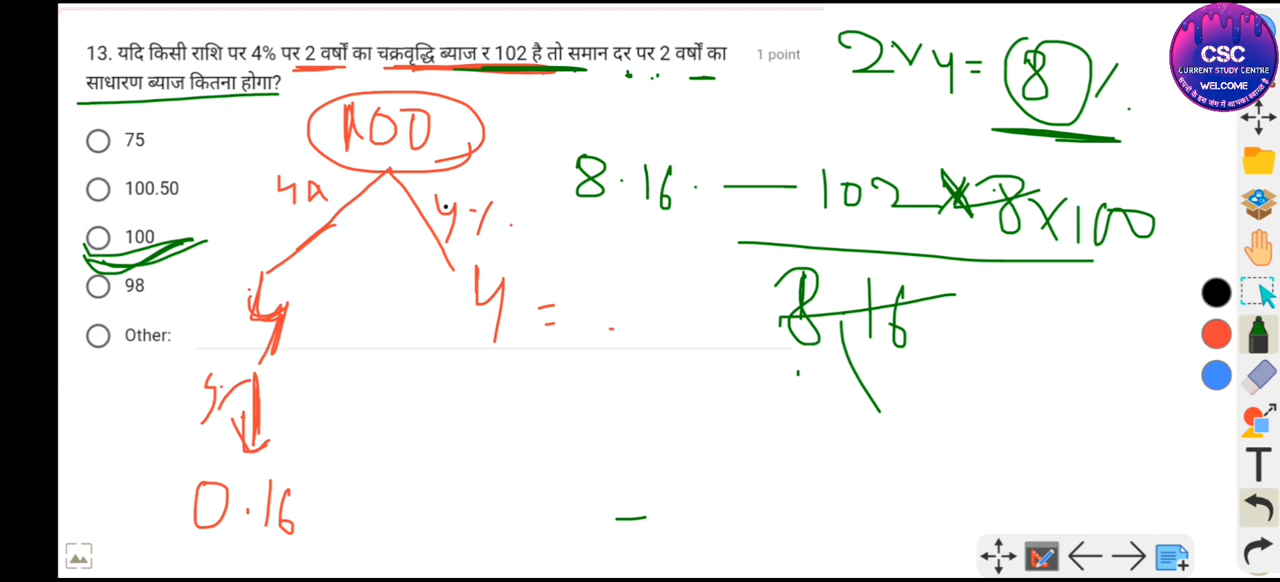 13. यदि किसी राशि पर 4% पर 2 वर्षों का चक्रवृद्धि ब्याज र 102 है तो समान दर पर 2 वर्षों का
साधारण ब्याज कितना होगा?
1 point
75
100.50
100
98
Other:
100
4%
4
4
0.16
2×4=8%
8.16 — 102 × 8 × 100
8.16
CSC
CURRENT STUDY CENTRE
WELCOME
T